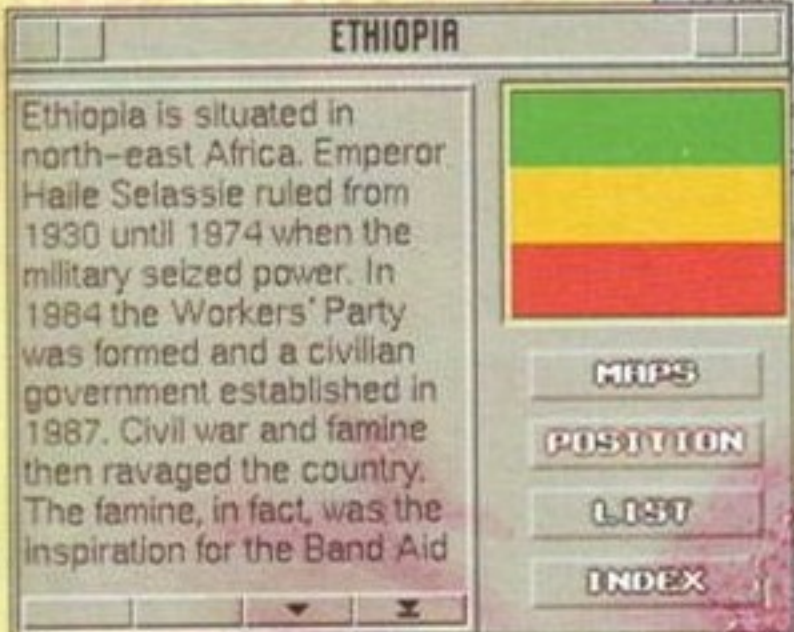 ETHIOPIA
Ethiopia is situated in
north-east Africa. Emperor
Haile Selassie ruled from
1930 until 1974 when the
military seized power. In
1984 the Workers' Party
was formed and a civilian
government established in
1987. Civil war and famine
then ravaged the country.
The famine, in fact, was the
inspiration for the Band Aid
MAPS
POSITION
LIST
INDEX